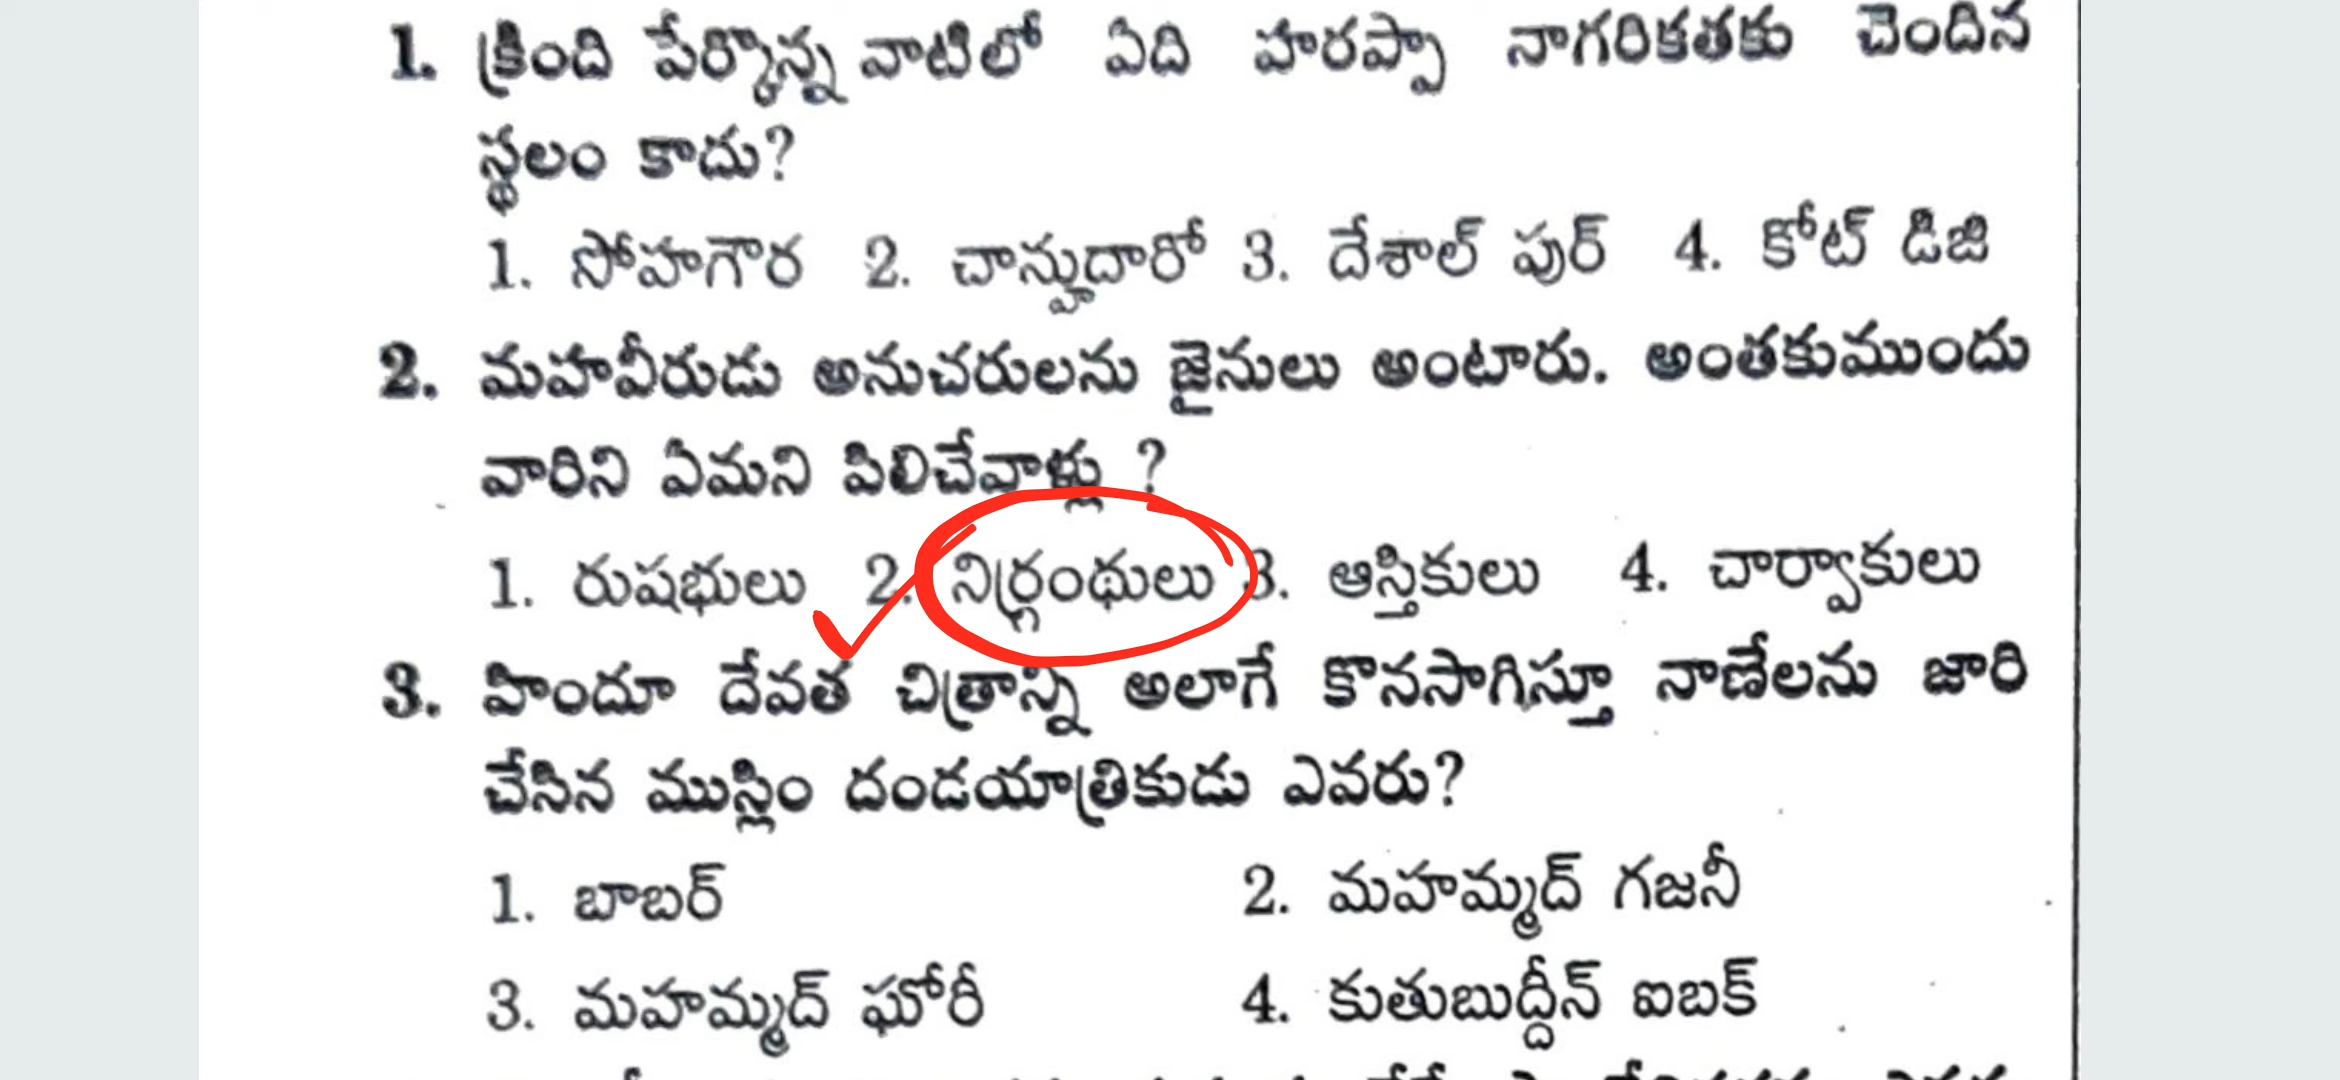 1. క్రింది పేర్కొన్న వాటిలో ఏది హరప్పా నాగరికతకు చెందిన
స్థలం కాదు?
1. సోహగౌర 2. చాన్హుదారో 3. దేశాల్ పుర్ 4. కోట్ డిజి
2. మహవీరుడు అనుచరులను జైనులు అంటారు. అంతకుముందు
వారిని ఏమని పిలిచేవాళ్లు ?
1. రుషభులు 2. నిర్గ్రంథులు 3. ఆస్తికులు 4. చార్వాకులు
3. హిందూ దేవత చిత్రాన్ని అలాగే కొనసాగిస్తూ నాణేలను జారి
చేసిన ముస్లిం దండయాత్రికుడు ఎవరు?
1. బాబర్ 2. మహమ్మద్ గజనీ
3. మహమ్మద్ ఘోరీ 4. కుతుబుద్దీన్ ఐబక్